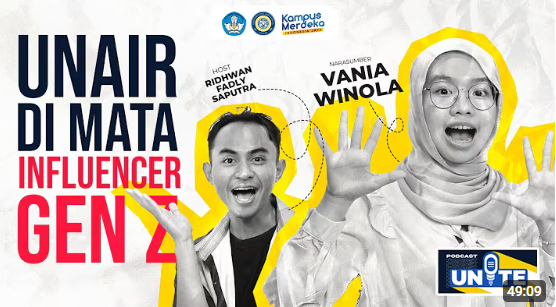 Kampus
Merdeka
INDONESIA JAYA
UNAIR
DI MATA
INFLUENCER
GEN Z
HOST
RIDHWAN
FADLY
SAPUTRA
NARASUMBER
VANIA
WINOLA
PODCAST
UNITE
49:09